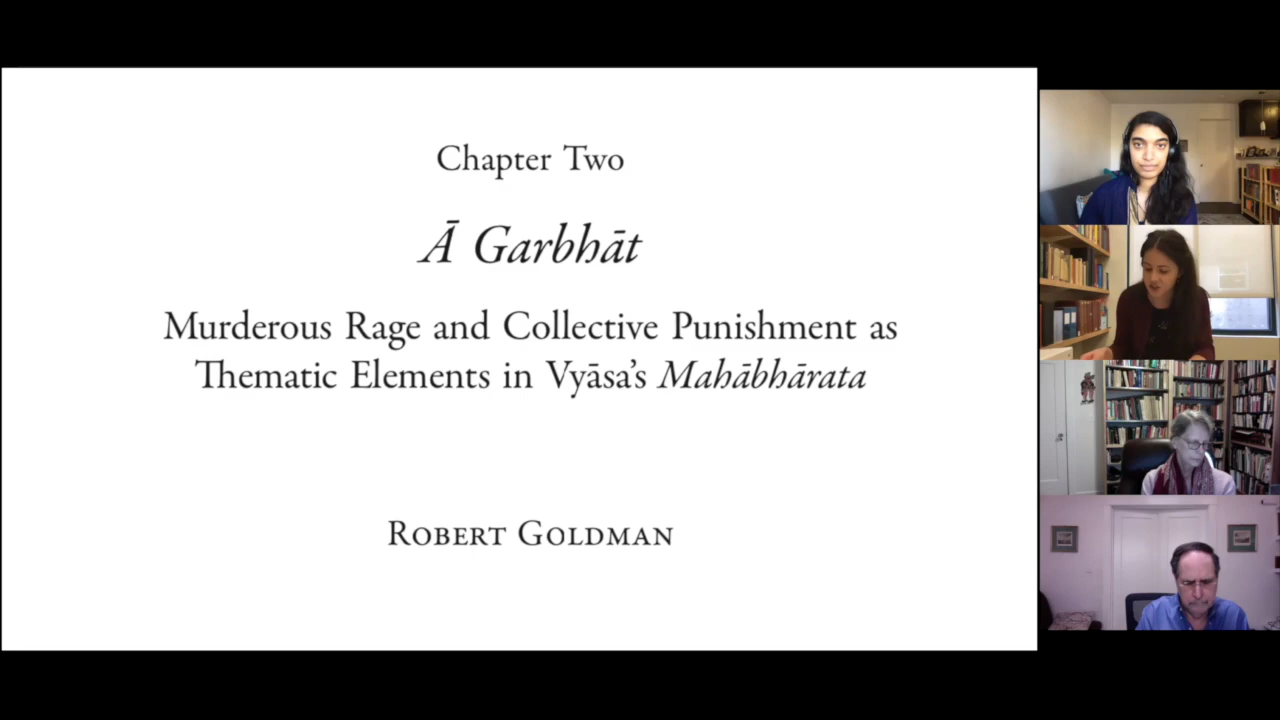 Chapter Two
Ā Garbhāt
Murderous Rage and Collective Punishment as
Thematic Elements in Vyāsa’s Mahābhārata
Robert Goldman